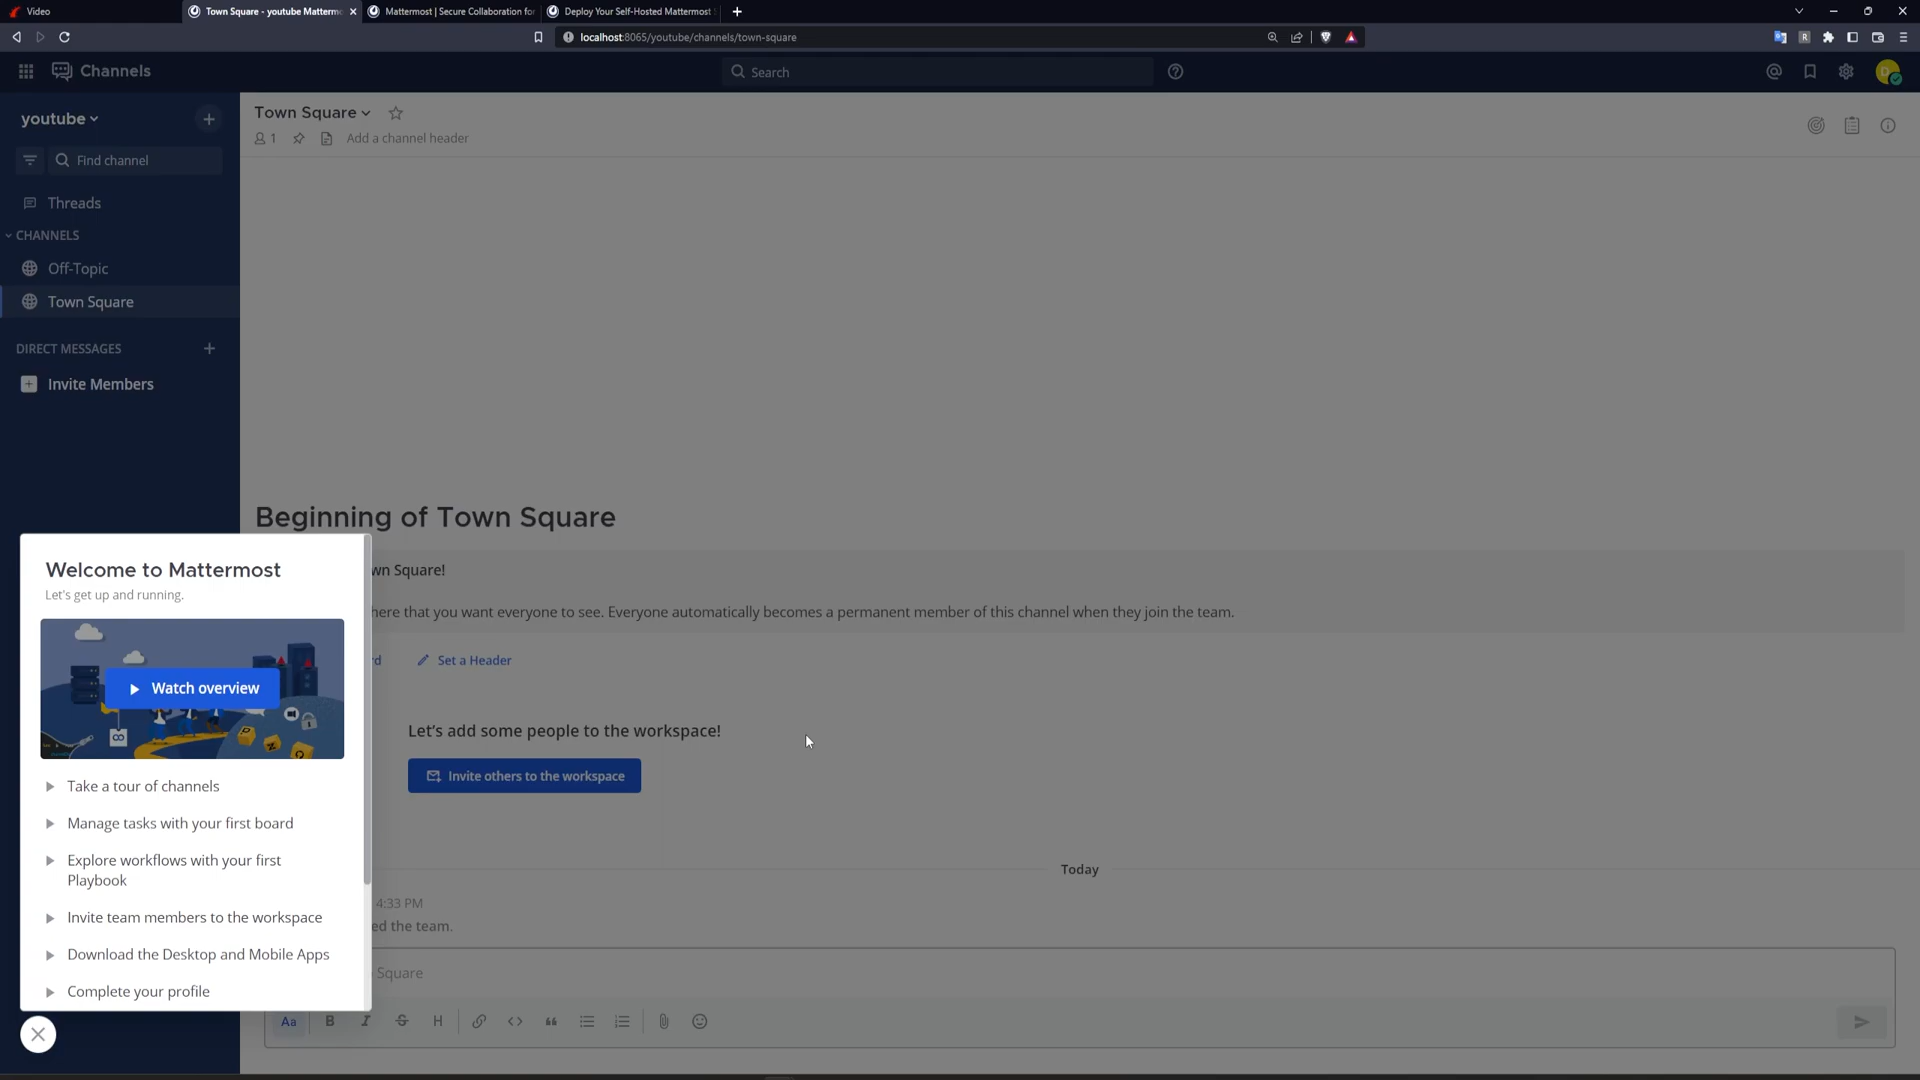 Video
Town Square - youtube Matterm
Mattermost | Secure Collaboration for
Deploy Your Self-Hosted Mattermost
localhost:8065/youtube/channels/town-square
Channels
Search
D
youtube
Find channel
Threads
CHANNELS
Off-Topic
Town Square
DIRECT MESSAGES
Invite Members
Town Square
1
Add a channel header
Beginning of Town Square
wn Square!
here that you want everyone to see. Everyone automatically becomes a permanent member of this channel when they join the team.
rd
Set a Header
Let's add some people to the workspace!
Invite others to the workspace
Today
4:33 PM
ed the team.
Square
Aa B I S H
Welcome to Mattermost
Let's get up and running.
Watch overview
Take a tour of channels
Manage tasks with your first board
Explore workflows with your first
Playbook
Invite team members to the workspace
Download the Desktop and Mobile Apps
Complete your profile